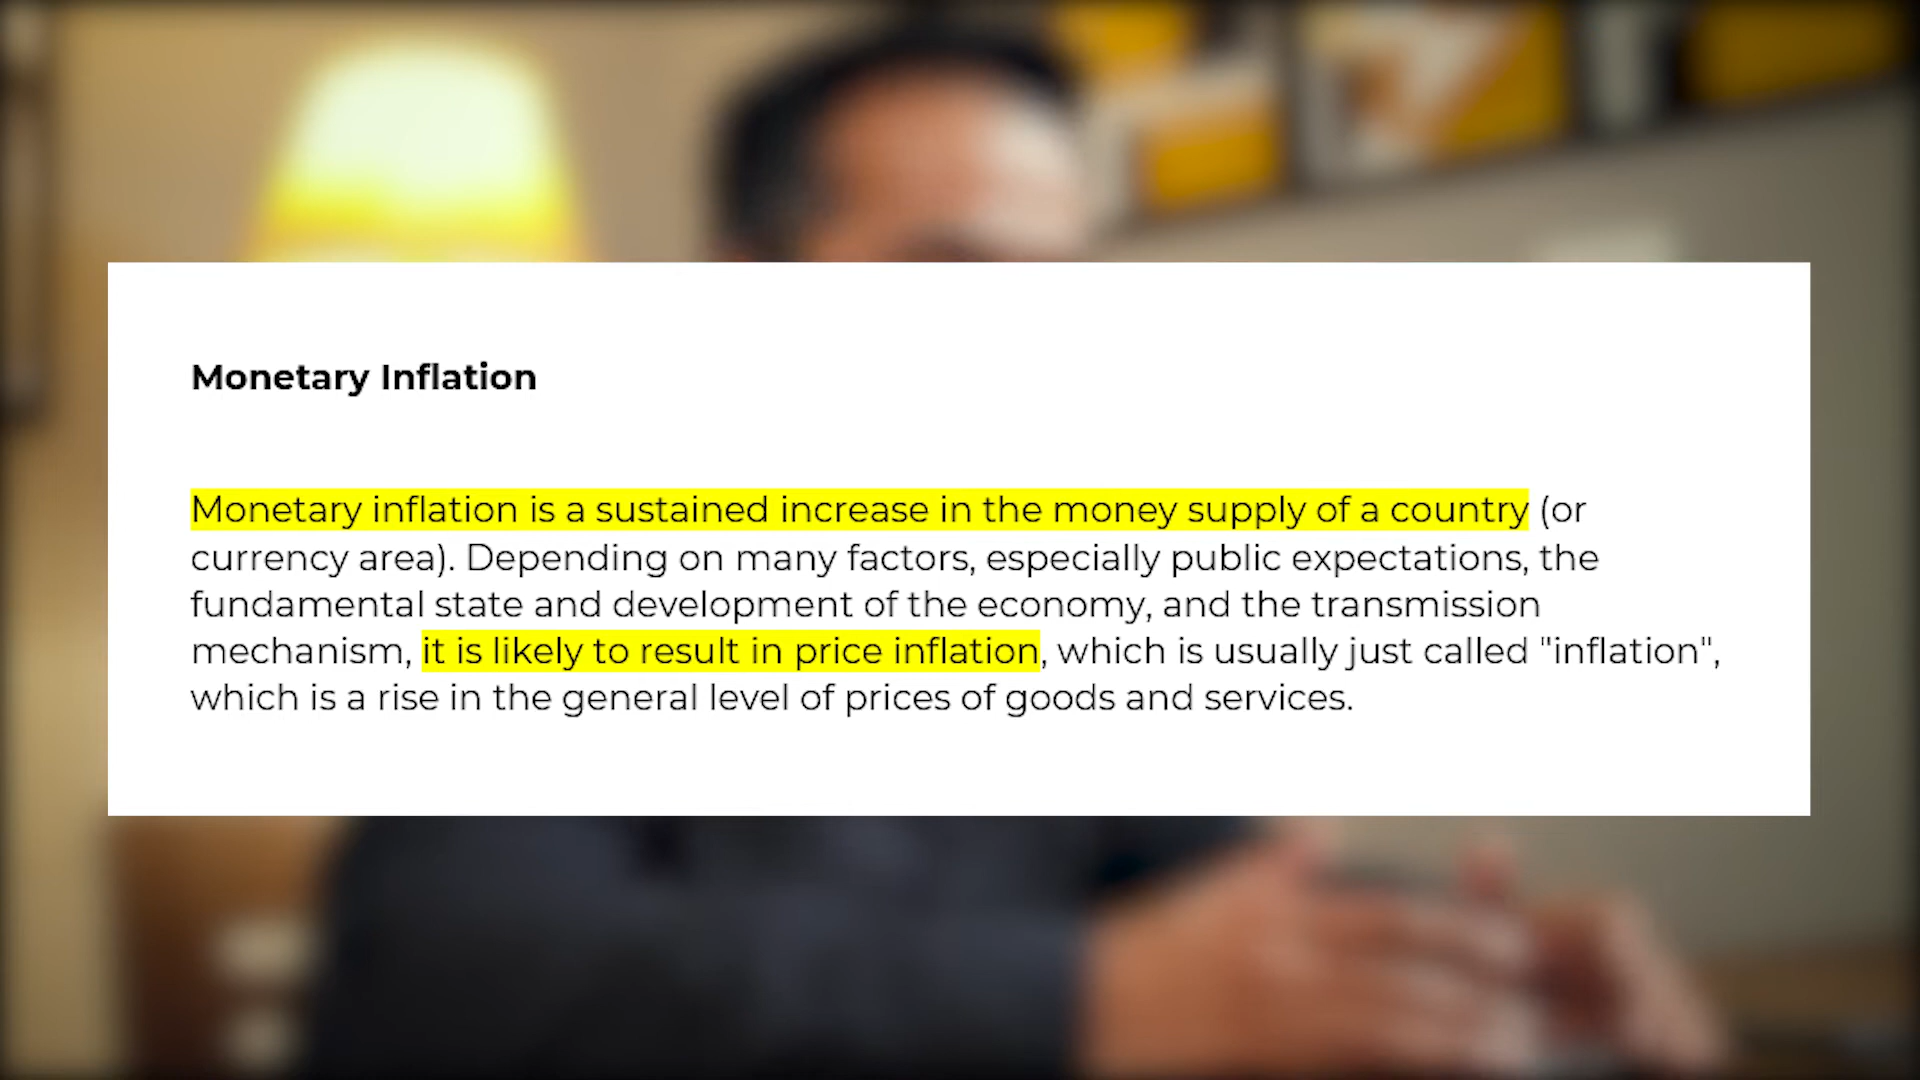 Monetary Inflation
Monetary inflation is a sustained increase in the money supply of a country (or
currency area). Depending on many factors, especially public expectations, the
fundamental state and development of the economy, and the transmission
mechanism, it is likely to result in price inflation, which is usually just called "inflation",
which is a rise in the general level of prices of goods and services.